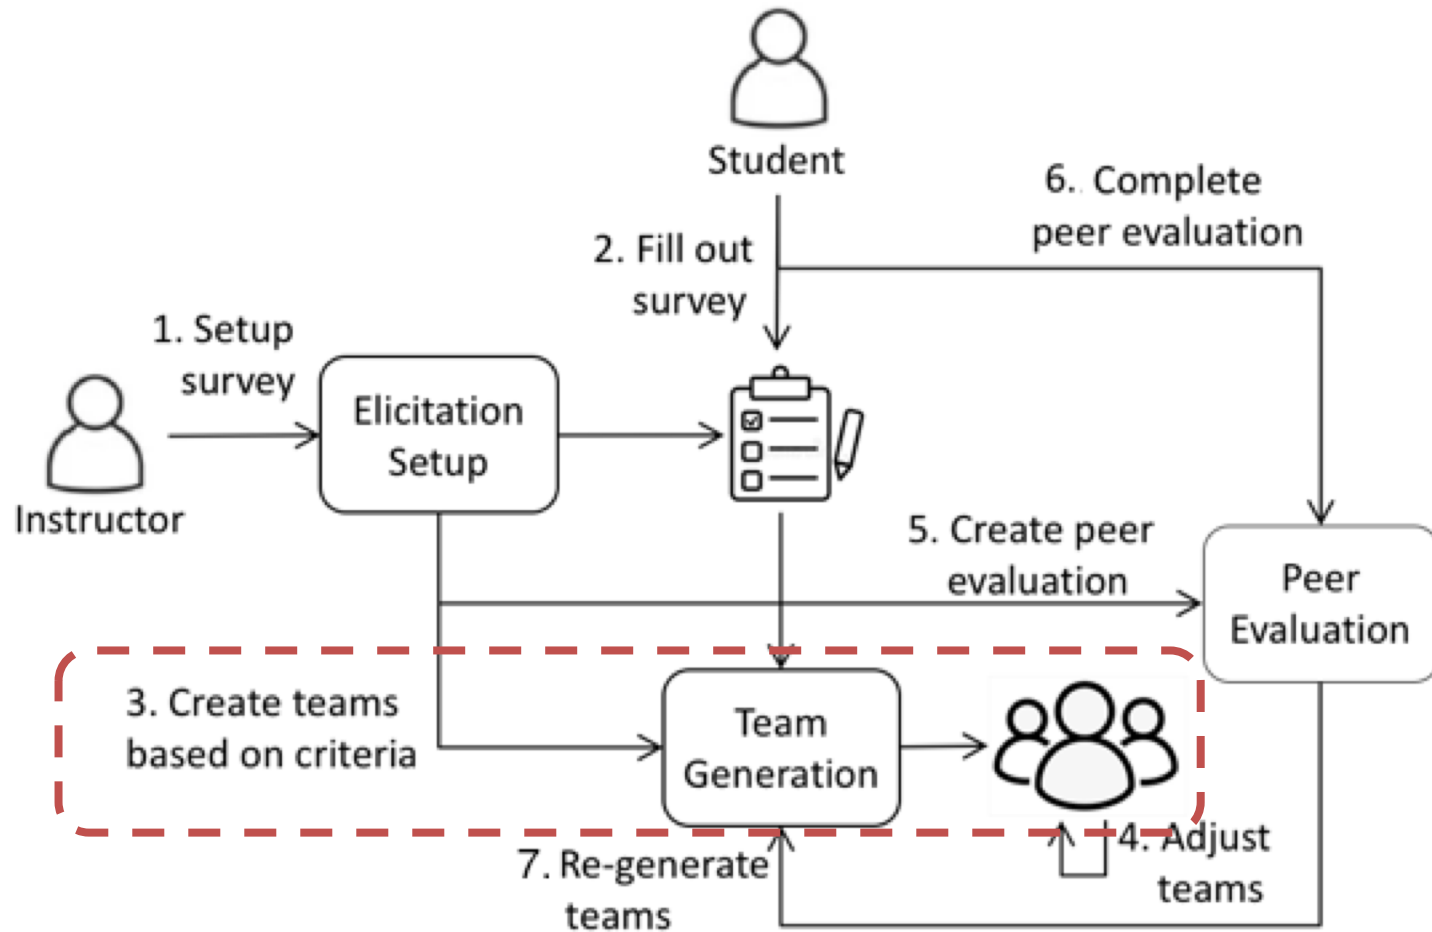 Student
6. Complete
peer evaluation
2. Fill out
survey
1. Setup
survey
Elicitation
Setup
Instructor
5. Create peer
evaluation
Peer
Evaluation
3. Create teams
based on criteria
Team
Generation
4. Adjust
teams
7. Re-generate
teams